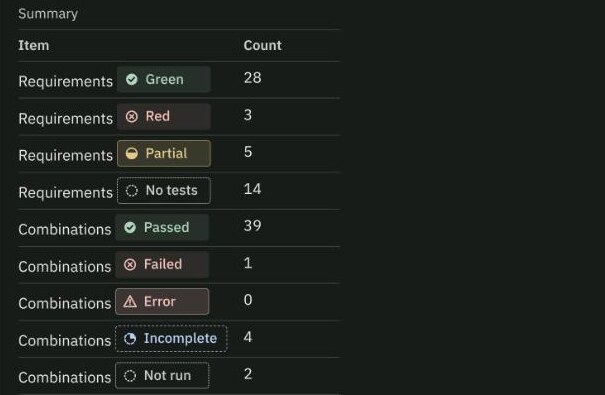 Summary
Item Count
Requirements Green 28
Requirements Red 3
Requirements Partial 5
Requirements No tests 14
Combinations Passed 39
Combinations Failed 1
Combinations Error 0
Combinations Incomplete 4
Combinations Not run 2